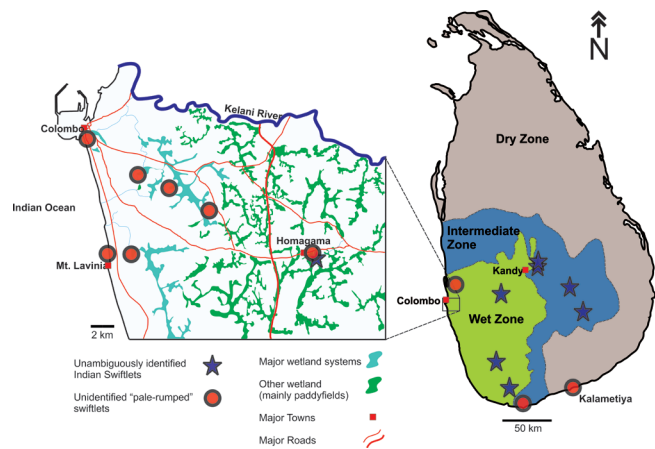 N
Kelani River
Colombo
Dry Zone
Indian Ocean
Intermediate
Zone
Homagama
Mt. Lavinia
Kandy
Colombo
Wet Zone
2 km
Unambiguously identified
Indian Swiftlets
Unidentified “pale-rumped”
swiftlets
Major wetland systems
Other wetland
(mainly paddyfields)
Major Towns
Major Roads
Kalametiya
50 km